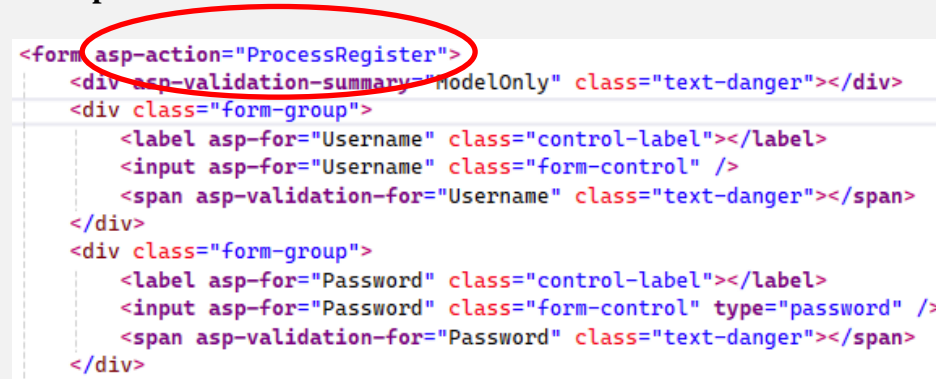 <form asp-action="ProcessRegister">
<div asp-validation-summary="ModelOnly" class="text-danger"></div>
<div class="form-group">
<label asp-for="Username" class="control-label"></label>
<input asp-for="Username" class="form-control" />
<span asp-validation-for="Username" class="text-danger"></span>
</div>
<div class="form-group">
<label asp-for="Password" class="control-label"></label>
<input asp-for="Password" class="form-control" type="password" />
<span asp-validation-for="Password" class="text-danger"></span>
</div>